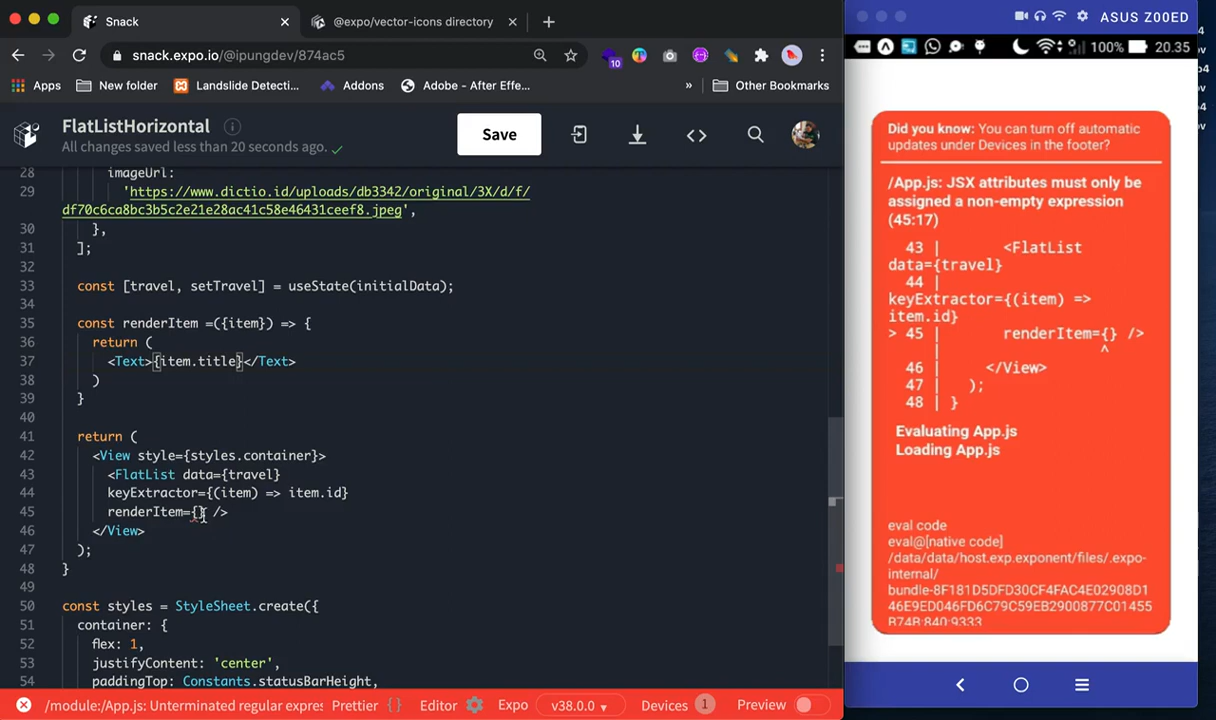 Snack
@expo/vector-icons directory
snack.expo.io/@ipungdev/874ac5
10
Apps
New folder
Landslide Detecti...
Addons
Adobe - After Effe...
»
Other Bookmarks
FlatListHorizontal
All changes saved less than 20 seconds ago.
Save
28 imageUrl:
29 'https://www.dictio.id/uploads/db3342/original/3X/d/f/
df70c6ca8bc3b5c2e21e28ac41c58e46431ceef8.jpeg',
30 },
31 ];
32
33 const [travel, setTravel] = useState(initialData);
34
35 const renderItem =({item}) => {
36 return (
37 <Text>{item.title}</Text>
38 )
39 }
40
41 return (
42 <View style={styles.container}>
43 <FlatList data={travel}
44 keyExtractor={(item) => item.id}
45 renderItem={} />
46 </View>
47 );
48 }
49
50 const styles = StyleSheet.create({
51 container: {
52 flex: 1,
53 justifyContent: 'center',
54 paddingTop: Constants.statusBarHeight,
/module:/App.js: Unterminated regular expres
Prettier { }
Editor
Expo
v38.0.0
Devices 1
Preview
ASUS Z00ED
100%
20.35
Did you know: You can turn off automatic
updates under Devices in the footer?
/App.js: JSX attributes must only be
assigned a non-empty expression
(45:17)
43 | <FlatList
data={travel}
44 |
keyExtractor={(item) =>
item.id}
> 45 | renderItem={} />
| ^
46 | </View>
47 | );
48 | }
Evaluating App.js
Loading App.js
eval code
eval@[native code]
/data/data/host.exp.exponent/files/.expo-
internal/
bundle-8F181D5DFD30CF4FAC4E02908D1
46E9ED046FD6C79C59EB2900877C01455
B74B:840:9333